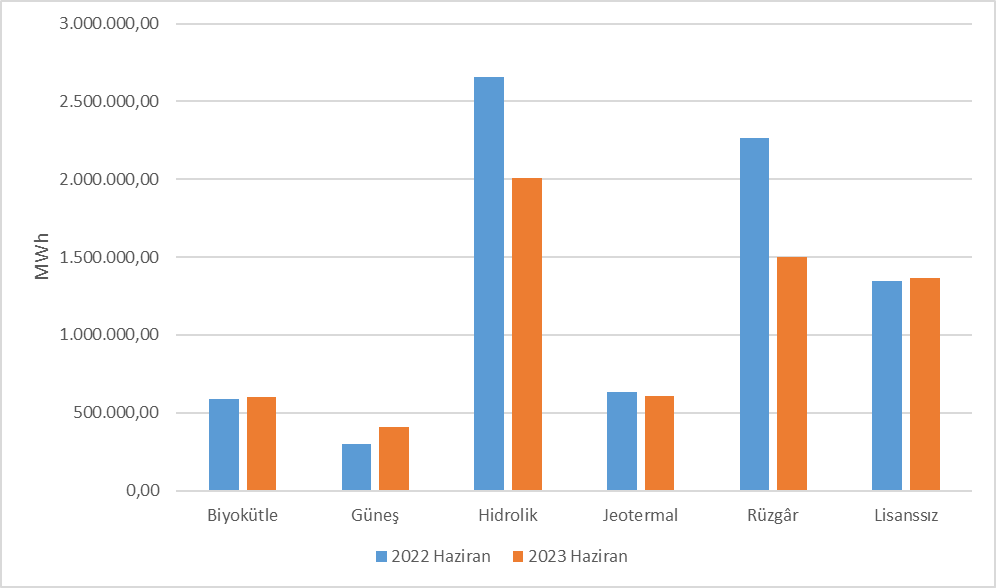 3.000.000,00
2.500.000,00
2.000.000,00
1.500.000,00
1.000.000,00
500.000,00
0,00
MWh
Biyokütle Güneş Hidrolik Jeotermal Rüzgâr Lisanssız
2022 Haziran 2023 Haziran